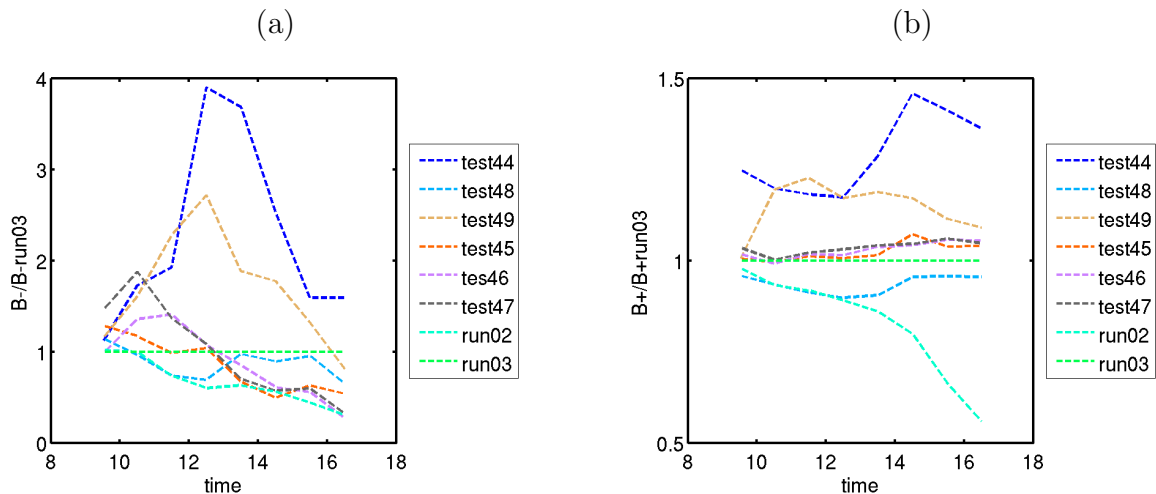 (a)
B-/B-run03
4
3
2
1
0
8 10 12 14 16 18
time
test44
test48
test49
test45
tes46
test47
run02
run03
(b)
B+/B+run03
1.5
1
0.5
8 10 12 14 16 18
time
test44
test48
test49
test45
tes46
test47
run02
run03